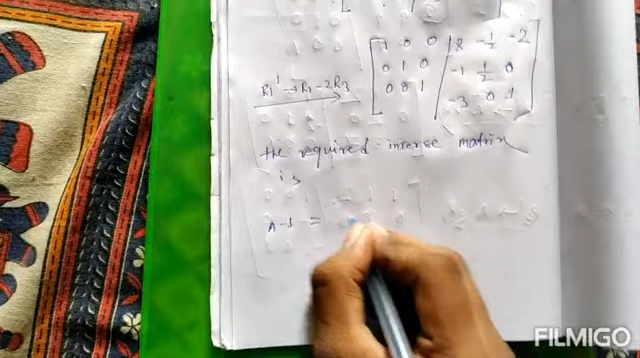 1 0 0 | 8 -1/2 -2
0 1 0 | -1 1/2 0
R1' → R1 - 2R3 0 0 1 | -3 0 1
the required inverse matrix
is
A-1 =
FILMIGO